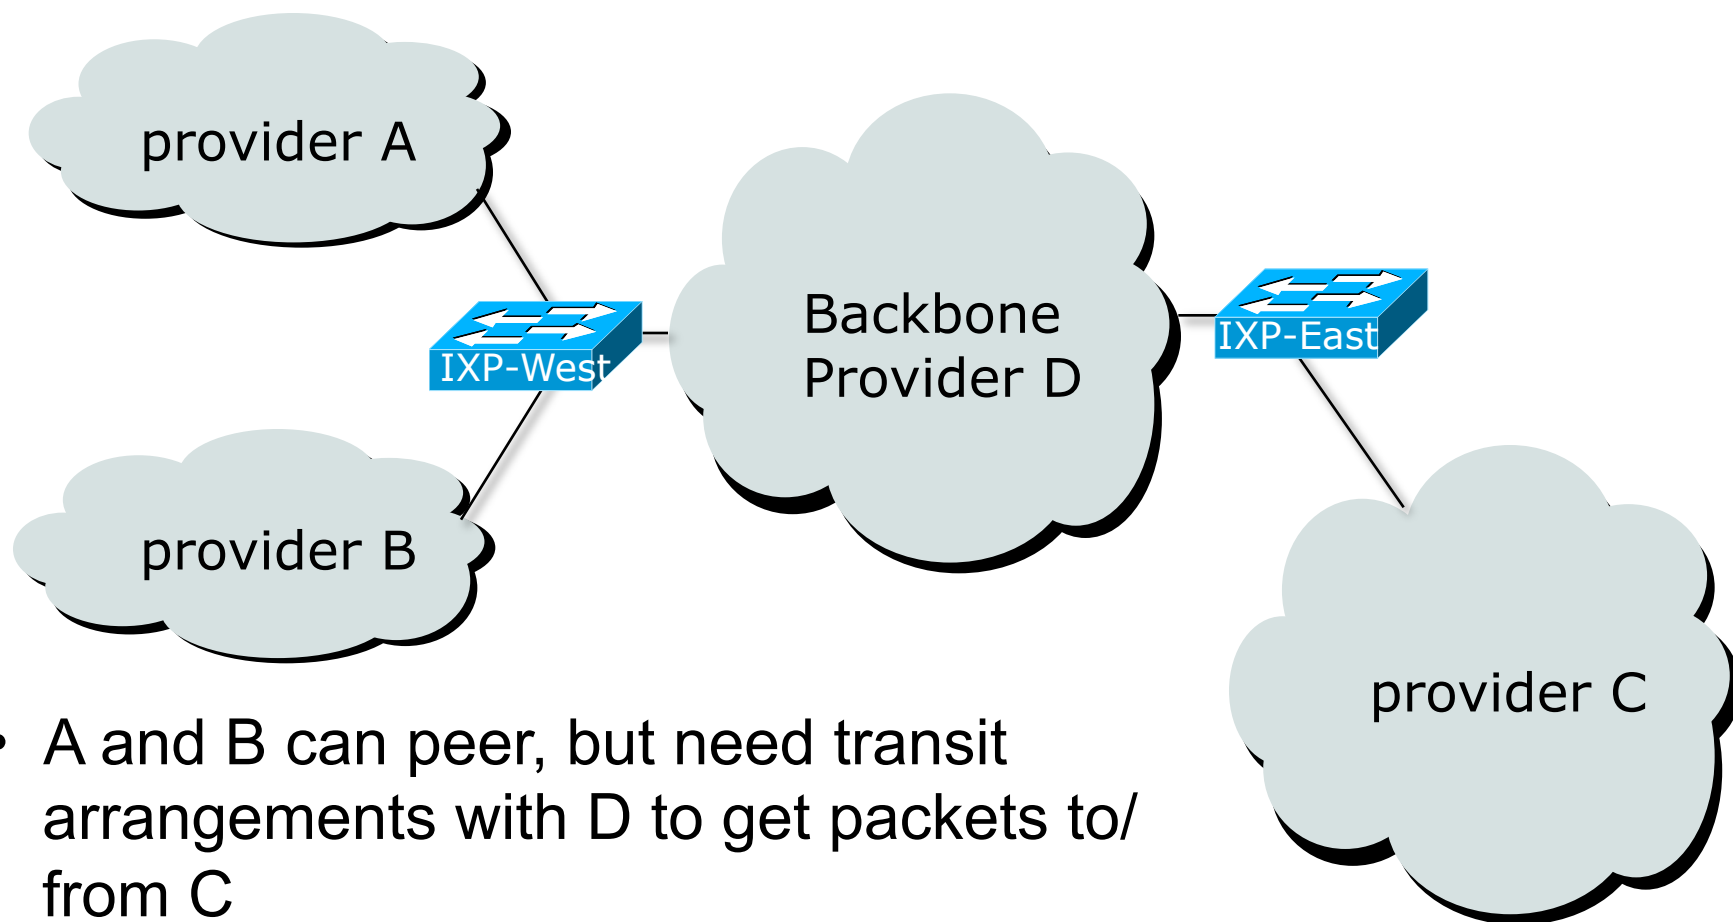 provider A
Backbone
Provider D
IXP-East
IXP-West
provider B
provider C
• A and B can peer, but need transit
arrangements with D to get packets to/
from C